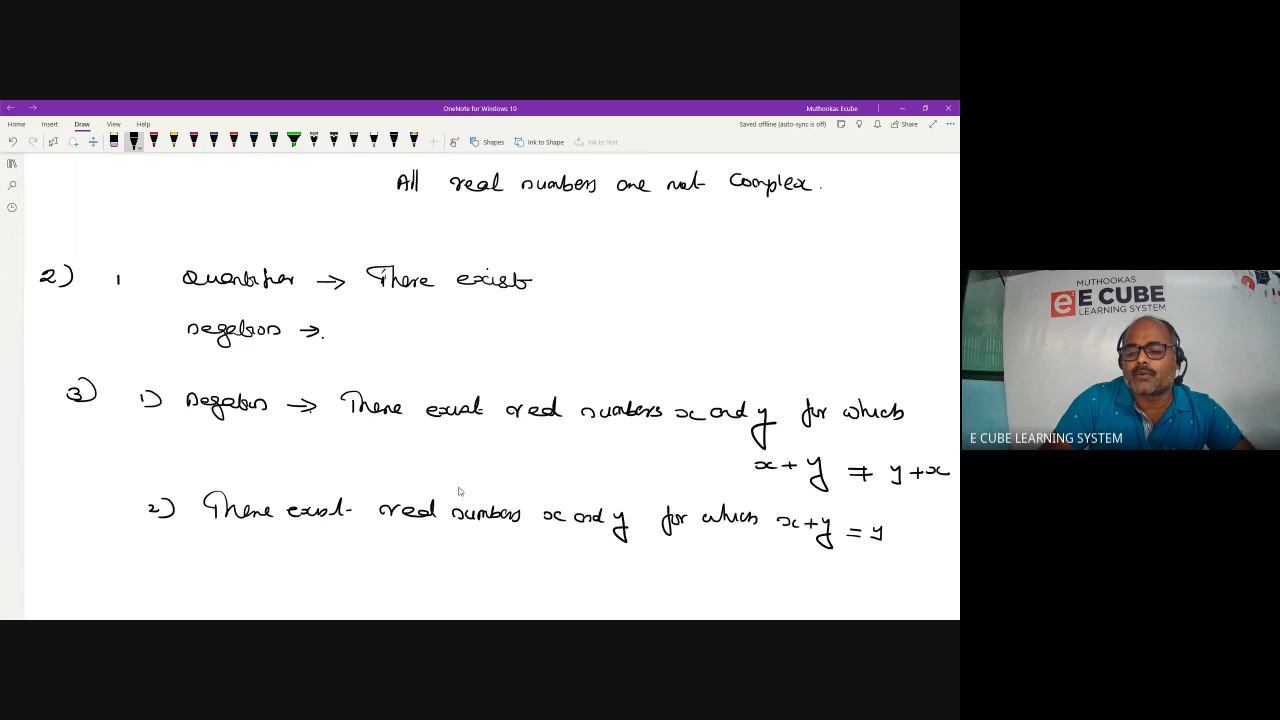 OneNote for Windows 10
Muthookas Ecube
Home Insert Draw View Help
Saved offline (auto-sync is off)
Share
Shapes
Ink to Shape
Ink to Text
All real numbers are not complex.
2) 1 Quantifier → There exist
negation →.
3) 1) negation → There exist real numbers x and y for which
x + y ≠ y + x
2) There exist real numbers x and y for which x + y = y
MUTHOOKAS
e³ E CUBE
LEARNING SYSTEM
E CUBE LEARNING SYSTEM